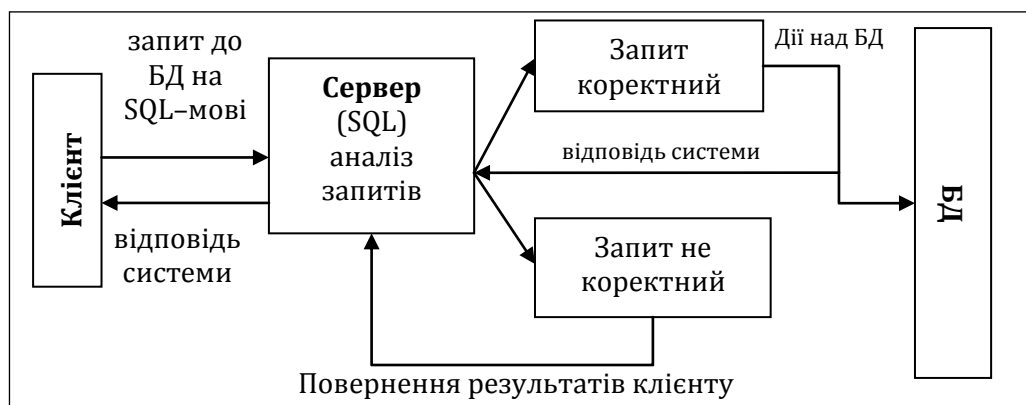 Клієнт
запит до
БД на
SQL–мові
відповідь
системи
Сервер
(SQL)
аналіз
запитів
Запит
коректний
Дії над БД
відповідь системи
Запит не
коректний
Повернення результатів клієнту
БД